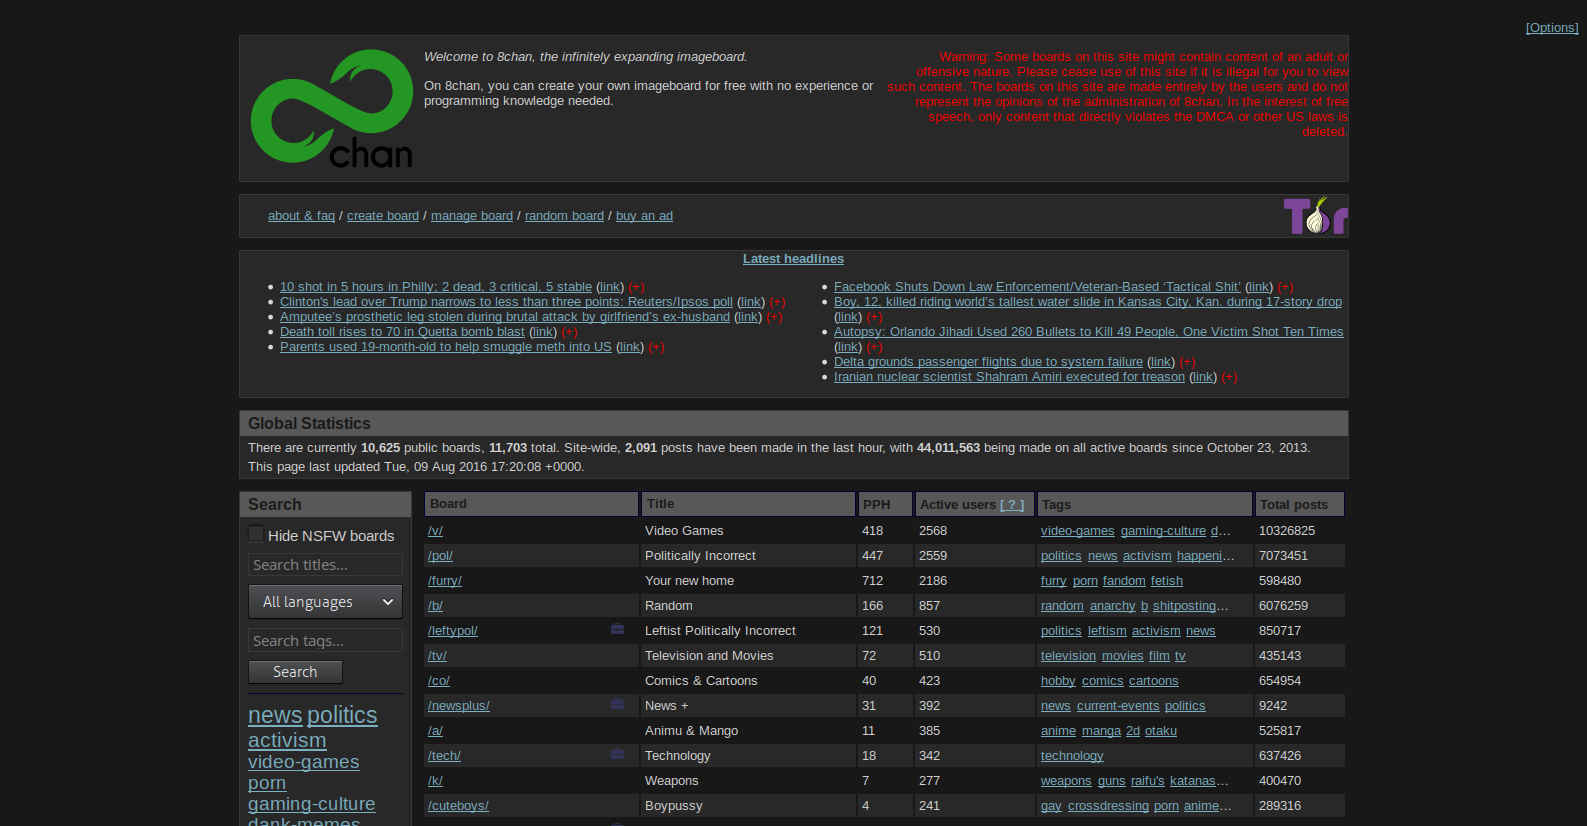 [Options]
chan
Welcome to 8chan, the infinitely expanding imageboard.
On 8chan, you can create your own imageboard for free with no experience or
programming knowledge needed.
Warning: Some boards on this site might contain content of an adult or
offensive nature. Please cease use of this site if it is illegal for you to view
such content. The boards on this site are made entirely by the users and do not
represent the opinions of the administration of 8chan. In the interest of free
speech, only content that directly violates the DMCA or other US laws is
deleted.
about & faq / create board / manage board / random board / buy an ad
Tor
Latest headlines
10 shot in 5 hours in Philly; 2 dead, 3 critical, 5 stable (link) (+)
Clinton's lead over Trump narrows to less than three points: Reuters/Ipsos poll (link) (+)
Amputee's prosthetic leg stolen during brutal attack by girlfriend's ex-husband (link) (+)
Death toll rises to 70 in Quetta bomb blast (link) (+)
Parents used 19-month-old to help smuggle meth into US (link) (+)
Facebook Shuts Down Law Enforcement/Veteran-Based ‘Tactical Shit’ (link) (+)
Boy, 12, killed riding world's tallest water slide in Kansas City, Kan. during 17-story drop
(link) (+)
Autopsy: Orlando Jihadi Used 260 Bullets to Kill 49 People, One Victim Shot Ten Times
(link) (+)
Delta grounds passenger flights due to system failure (link) (+)
Iranian nuclear scientist Shahram Amiri executed for treason (link) (+)
Global Statistics
There are currently 10,625 public boards, 11,703 total. Site-wide, 2,091 posts have been made in the last hour, with 44,011,563 being made on all active boards since October 23, 2013.
This page last updated Tue, 09 Aug 2016 17:20:08 +0000.
Search
Hide NSFW boards
Search titles...
All languages
Search tags...
Search
news politics
activism
video-games
porn
gaming-culture
dank-memes
Board Title PPH Active users [ ? ] Tags Total posts
/v/ Video Games 418 2568 video-games gaming-culture d… 10326825
/pol/ Politically Incorrect 447 2559 politics news activism happeni… 7073451
/furry/ Your new home 712 2186 furry porn fandom fetish 598480
/b/ Random 166 857 random anarchy b shitposting… 6076259
/leftypol/ Leftist Politically Incorrect 121 530 politics leftism activism news 850717
/tv/ Television and Movies 72 510 television movies film tv 435143
/co/ Comics & Cartoons 40 423 hobby comics cartoons 654954
/newsplus/ News + 31 392 news current-events politics 9242
/a/ Animu & Mango 11 385 anime manga 2d otaku 525817
/tech/ Technology 18 342 technology 637426
/k/ Weapons 7 277 weapons guns raifu's katanas… 400470
/cuteboys/ Boypussy 4 241 gay crossdressing porn anime… 289316